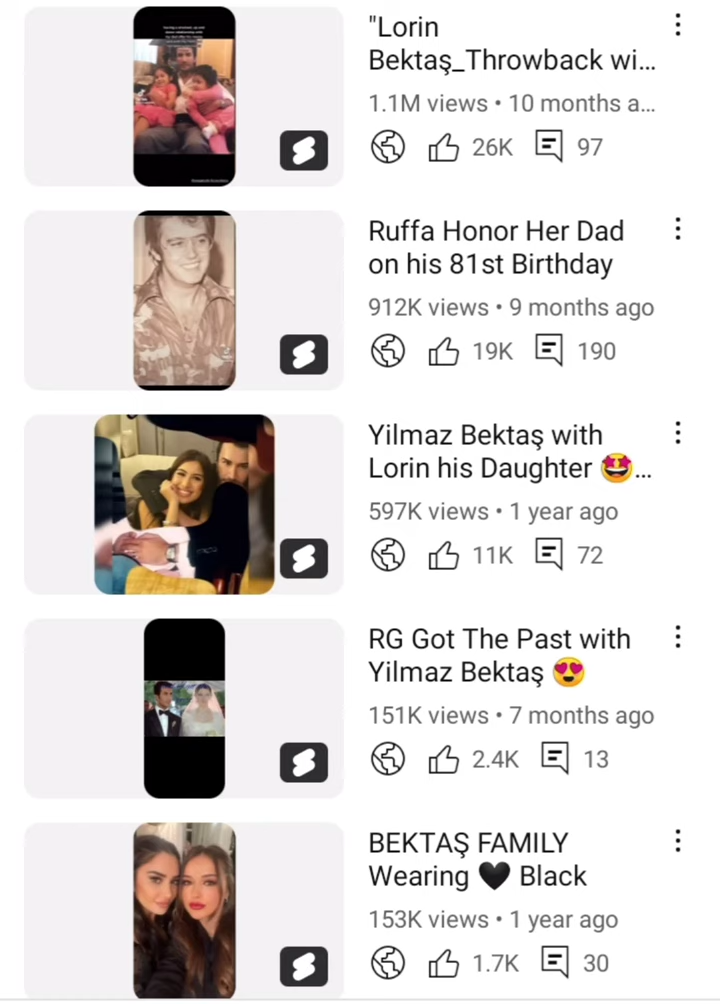 "Lorin
Bektaş_Throwback wi...
1.1M views • 10 months a...
26K 97
Ruffa Honor Her Dad
on his 81st Birthday
912K views • 9 months ago
19K 190
Yilmaz Bektaş with
Lorin his Daughter 🤩...
597K views • 1 year ago
11K 72
RG Got The Past with
Yilmaz Bektaş 😍
151K views • 7 months ago
2.4K 13
BEKTAŞ FAMILY
Wearing 🖤 Black
153K views • 1 year ago
1.7K 30